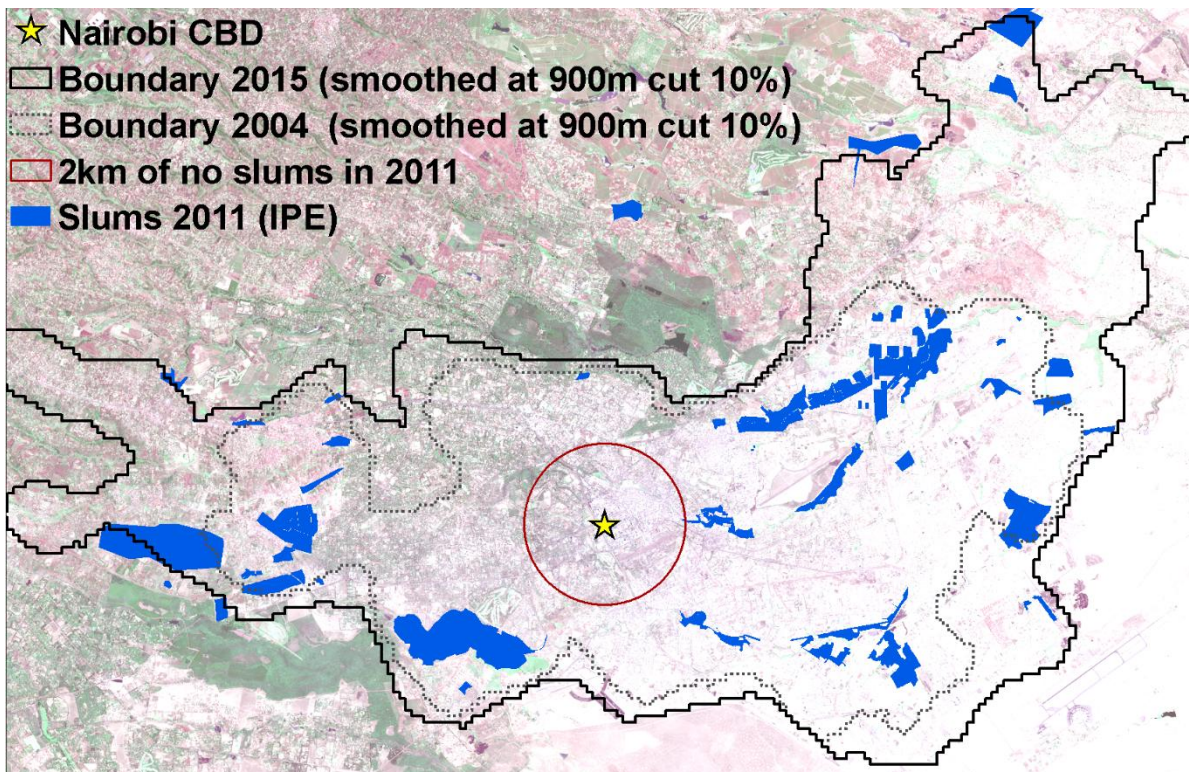 Nairobi CBD
Boundary 2015 (smoothed at 900m cut 10%)
Boundary 2004 (smoothed at 900m cut 10%)
2km of no slums in 2011
Slums 2011 (IPE)